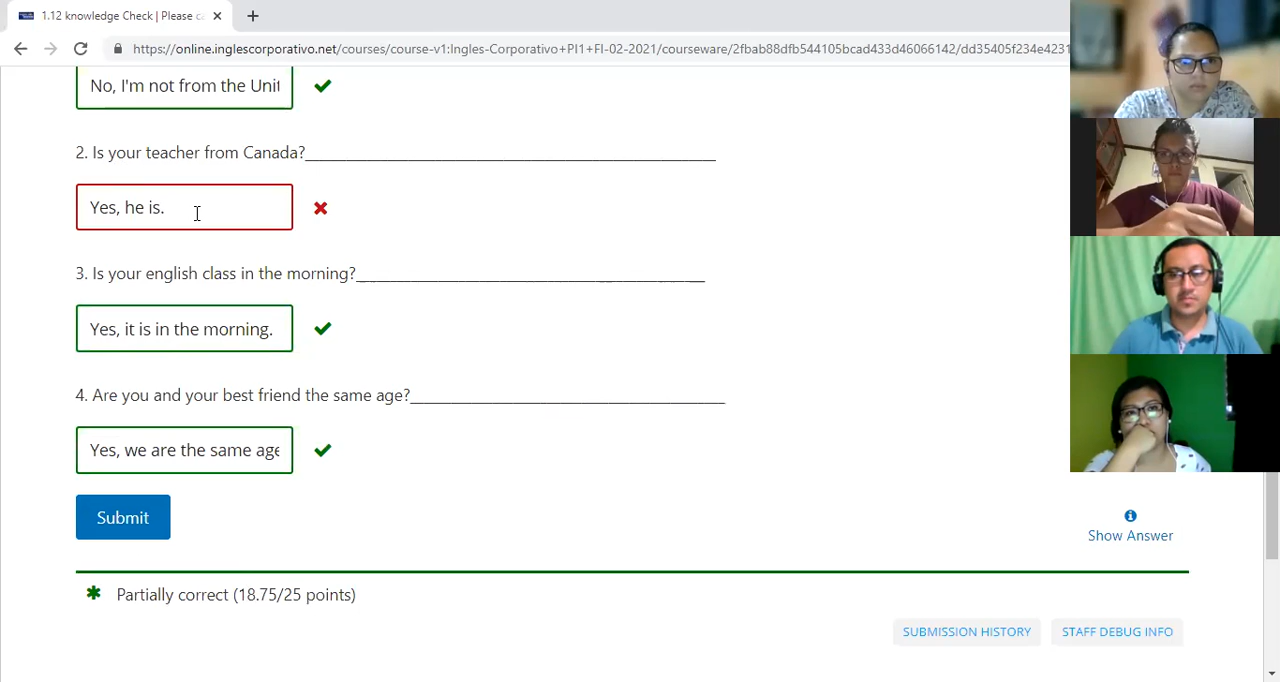 1.12 knowledge Check | Please ca
https://online.inglescorporativo.net/courses/course-v1:Ingles-Corporativo+PI1+FI-02-2021/courseware/2fbab88dfb544105bcad433d46066142/dd35405f234e4231
No, I'm not from the Unit
2. Is your teacher from Canada?
Yes, he is.
3. Is your english class in the morning?
Yes, it is in the morning.
4. Are you and your best friend the same age?
Yes, we are the same age
Submit
Show Answer
Partially correct (18.75/25 points)
SUBMISSION HISTORY STAFF DEBUG INFO